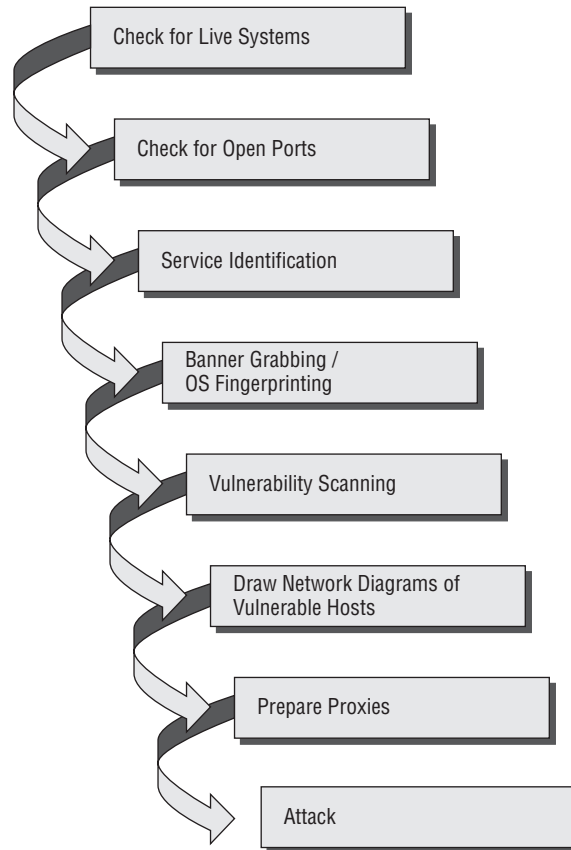 Check for Live Systems
Check for Open Ports
Service Identification
Banner Grabbing /
OS Fingerprinting
Vulnerability Scanning
Draw Network Diagrams of
Vulnerable Hosts
Prepare Proxies
Attack